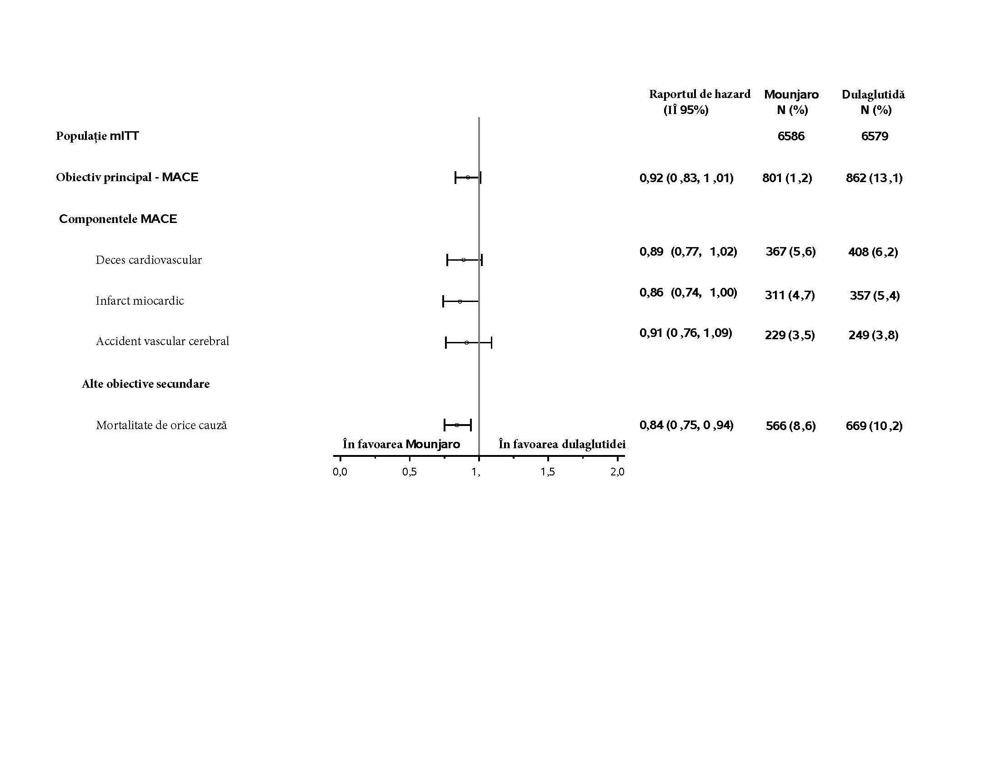 Raportul de hazard Mounjaro Dulaglutidă
(IÎ 95%) N (%) N (%)
Populație mITT 6586 6579
Obiectiv principal - MACE 0,92 (0 ,83, 1 ,01) 801 (1 ,2) 862 (13 ,1)
Componentele MACE
Deces cardiovascular 0,89 (0,77, 1,02) 367 (5 ,6) 408 (6 ,2)
Infarct miocardic 0,86 (0,74, 1,00) 311 (4 ,7) 357 (5 ,4)
Accident vascular cerebral 0,91 (0 ,76, 1 ,09) 229 (3 ,5) 249 (3 ,8)
Alte obiective secundare
Mortalitate de orice cauză 0,84 (0 ,75, 0 ,94) 566 (8 ,6) 669 (10 ,2)
În favoarea Mounjaro În favoarea dulaglutidei
0,0 0,5 1, 1,5 2,0